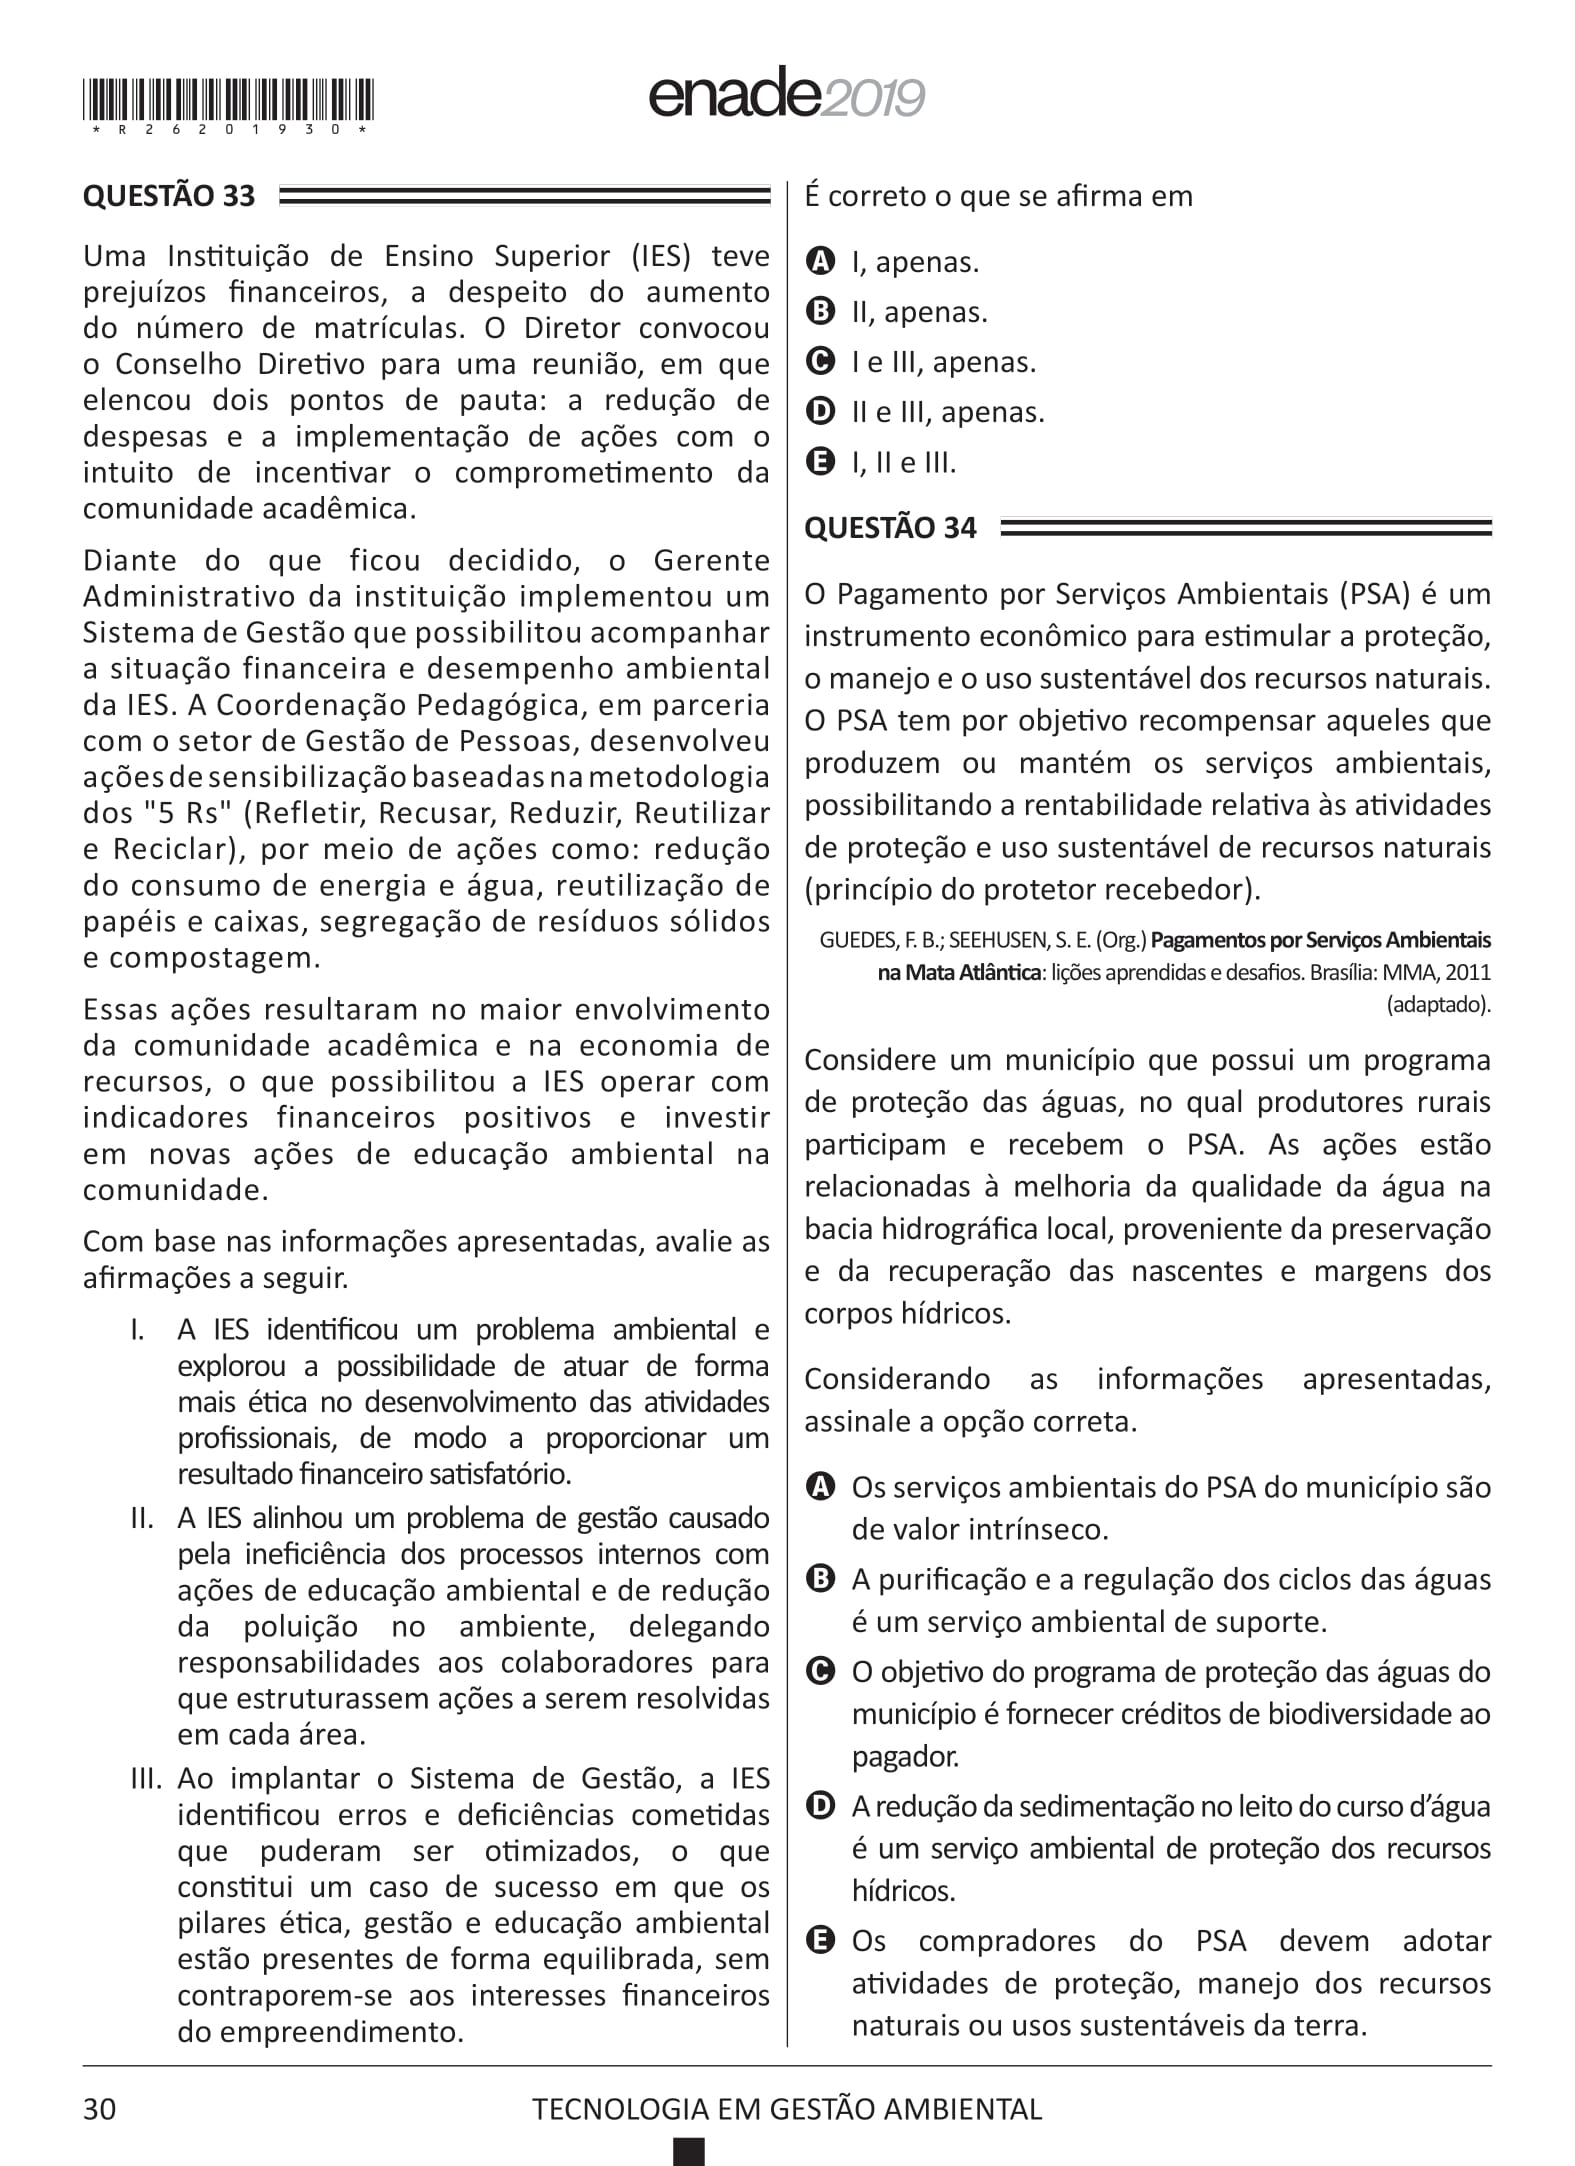 *R26201930*
enade2019
QUESTÃO 33
Uma Instituição de Ensino Superior (IES) teve
prejuízos financeiros, a despeito do aumento
do número de matrículas. O Diretor convocou
o Conselho Diretivo para uma reunião, em que
elencou dois pontos de pauta: a redução de
despesas e a implementação de ações com o
intuito de incentivar o comprometimento da
comunidade acadêmica.
Diante do que ficou decidido, o Gerente
Administrativo da instituição implementou um
Sistema de Gestão que possibilitou acompanhar
a situação financeira e desempenho ambiental
da IES. A Coordenação Pedagógica, em parceria
com o setor de Gestão de Pessoas, desenvolveu
ações de sensibilização baseadas na metodologia
dos "5 Rs" (Refletir, Recusar, Reduzir, Reutilizar
e Reciclar), por meio de ações como: redução
do consumo de energia e água, reutilização de
papéis e caixas, segregação de resíduos sólidos
e compostagem.
Essas ações resultaram no maior envolvimento
da comunidade acadêmica e na economia de
recursos, o que possibilitou a IES operar com
indicadores financeiros positivos e investir
em novas ações de educação ambiental na
comunidade.
Com base nas informações apresentadas, avalie as
afirmações a seguir.
I. A IES identificou um problema ambiental e
explorou a possibilidade de atuar de forma
mais ética no desenvolvimento das atividades
profissionais, de modo a proporcionar um
resultado financeiro satisfatório.
II. A IES alinhou um problema de gestão causado
pela ineficiência dos processos internos com
ações de educação ambiental e de redução
da poluição no ambiente, delegando
responsabilidades aos colaboradores para
que estruturassem ações a serem resolvidas
em cada área.
III. Ao implantar o Sistema de Gestão, a IES
identificou erros e deficiências cometidas
que puderam ser otimizados, o que
constitui um caso de sucesso em que os
pilares ética, gestão e educação ambiental
estão presentes de forma equilibrada, sem
contraporem-se aos interesses financeiros
do empreendimento.
É correto o que se afirma em
A I, apenas.
B II, apenas.
C I e III, apenas.
D II e III, apenas.
E I, II e III.
QUESTÃO 34
O Pagamento por Serviços Ambientais (PSA) é um
instrumento econômico para estimular a proteção,
o manejo e o uso sustentável dos recursos naturais.
O PSA tem por objetivo recompensar aqueles que
produzem ou mantém os serviços ambientais,
possibilitando a rentabilidade relativa às atividades
de proteção e uso sustentável de recursos naturais
(princípio do protetor recebedor).
GUEDES, F. B.; SEEHUSEN, S. E. (Org.) Pagamentos por Serviços Ambientais
na Mata Atlântica: lições aprendidas e desafios. Brasília: MMA, 2011
(adaptado).
Considere um município que possui um programa
de proteção das águas, no qual produtores rurais
participam e recebem o PSA. As ações estão
relacionadas à melhoria da qualidade da água na
bacia hidrográfica local, proveniente da preservação
e da recuperação das nascentes e margens dos
corpos hídricos.
Considerando as informações apresentadas,
assinale a opção correta.
A Os serviços ambientais do PSA do município são
de valor intrínseco.
B A purificação e a regulação dos ciclos das águas
é um serviço ambiental de suporte.
C O objetivo do programa de proteção das águas do
município é fornecer créditos de biodiversidade ao
pagador.
D A redução da sedimentação no leito do curso d’água
é um serviço ambiental de proteção dos recursos
hídricos.
E Os compradores do PSA devem adotar
atividades de proteção, manejo dos recursos
naturais ou usos sustentáveis da terra.
30
TECNOLOGIA EM GESTÃO AMBIENTAL